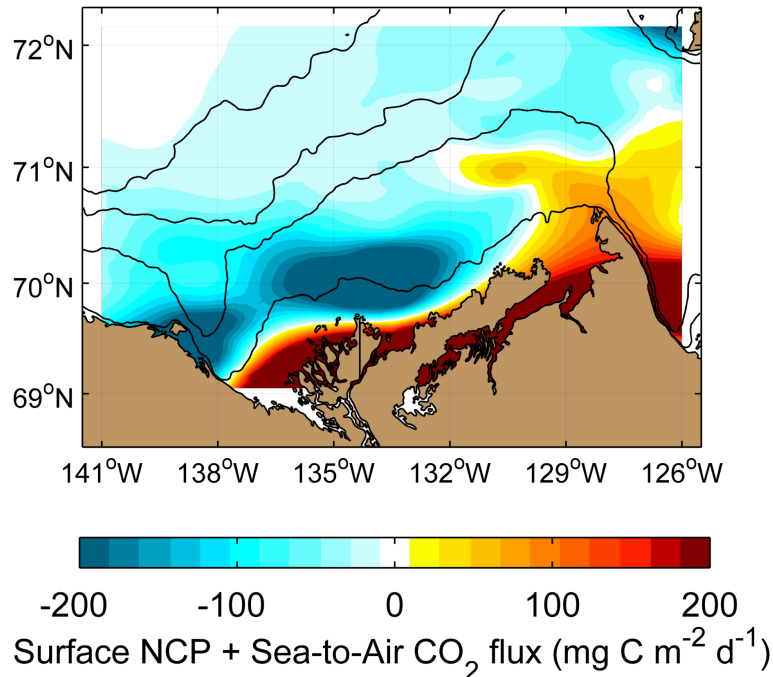 72°N
71°N
70°N
69°N
141°W 138°W 135°W 132°W 129°W 126°W
-200 -100 0 100 200
Surface NCP + Sea-to-Air CO₂ flux (mg C m⁻² d⁻¹)